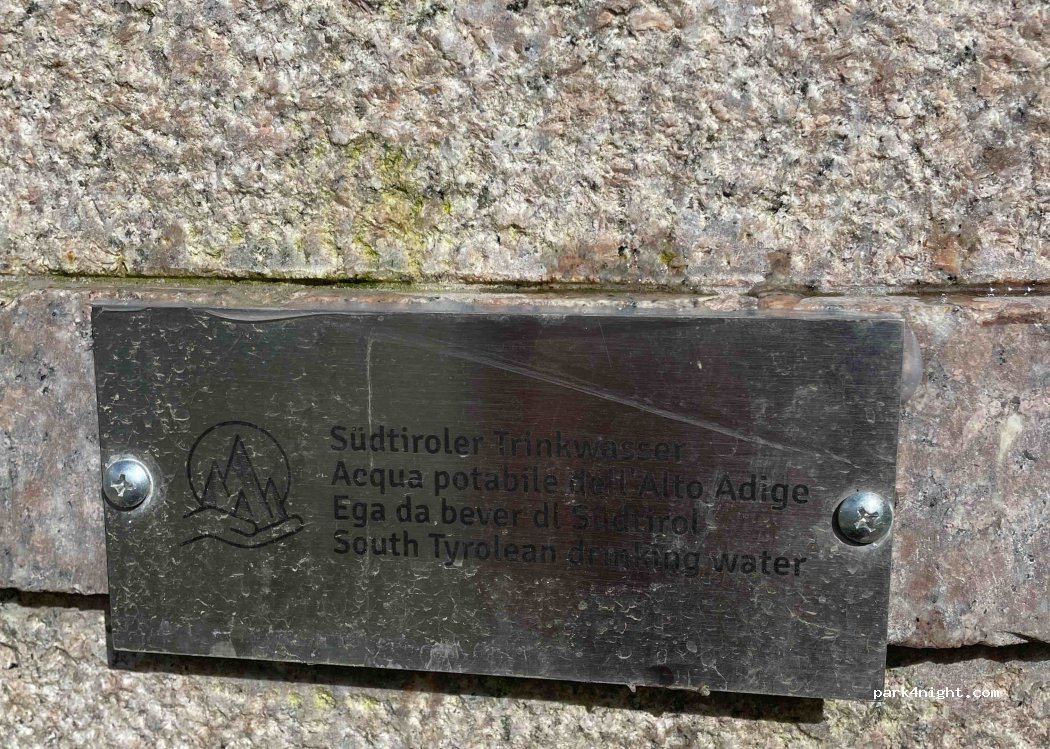 Südtiroler Trinkwasser
Acqua potabile dell'Alto Adige
Ega da bever dl Südtirol
South Tyrolean drinking water
park4night.com